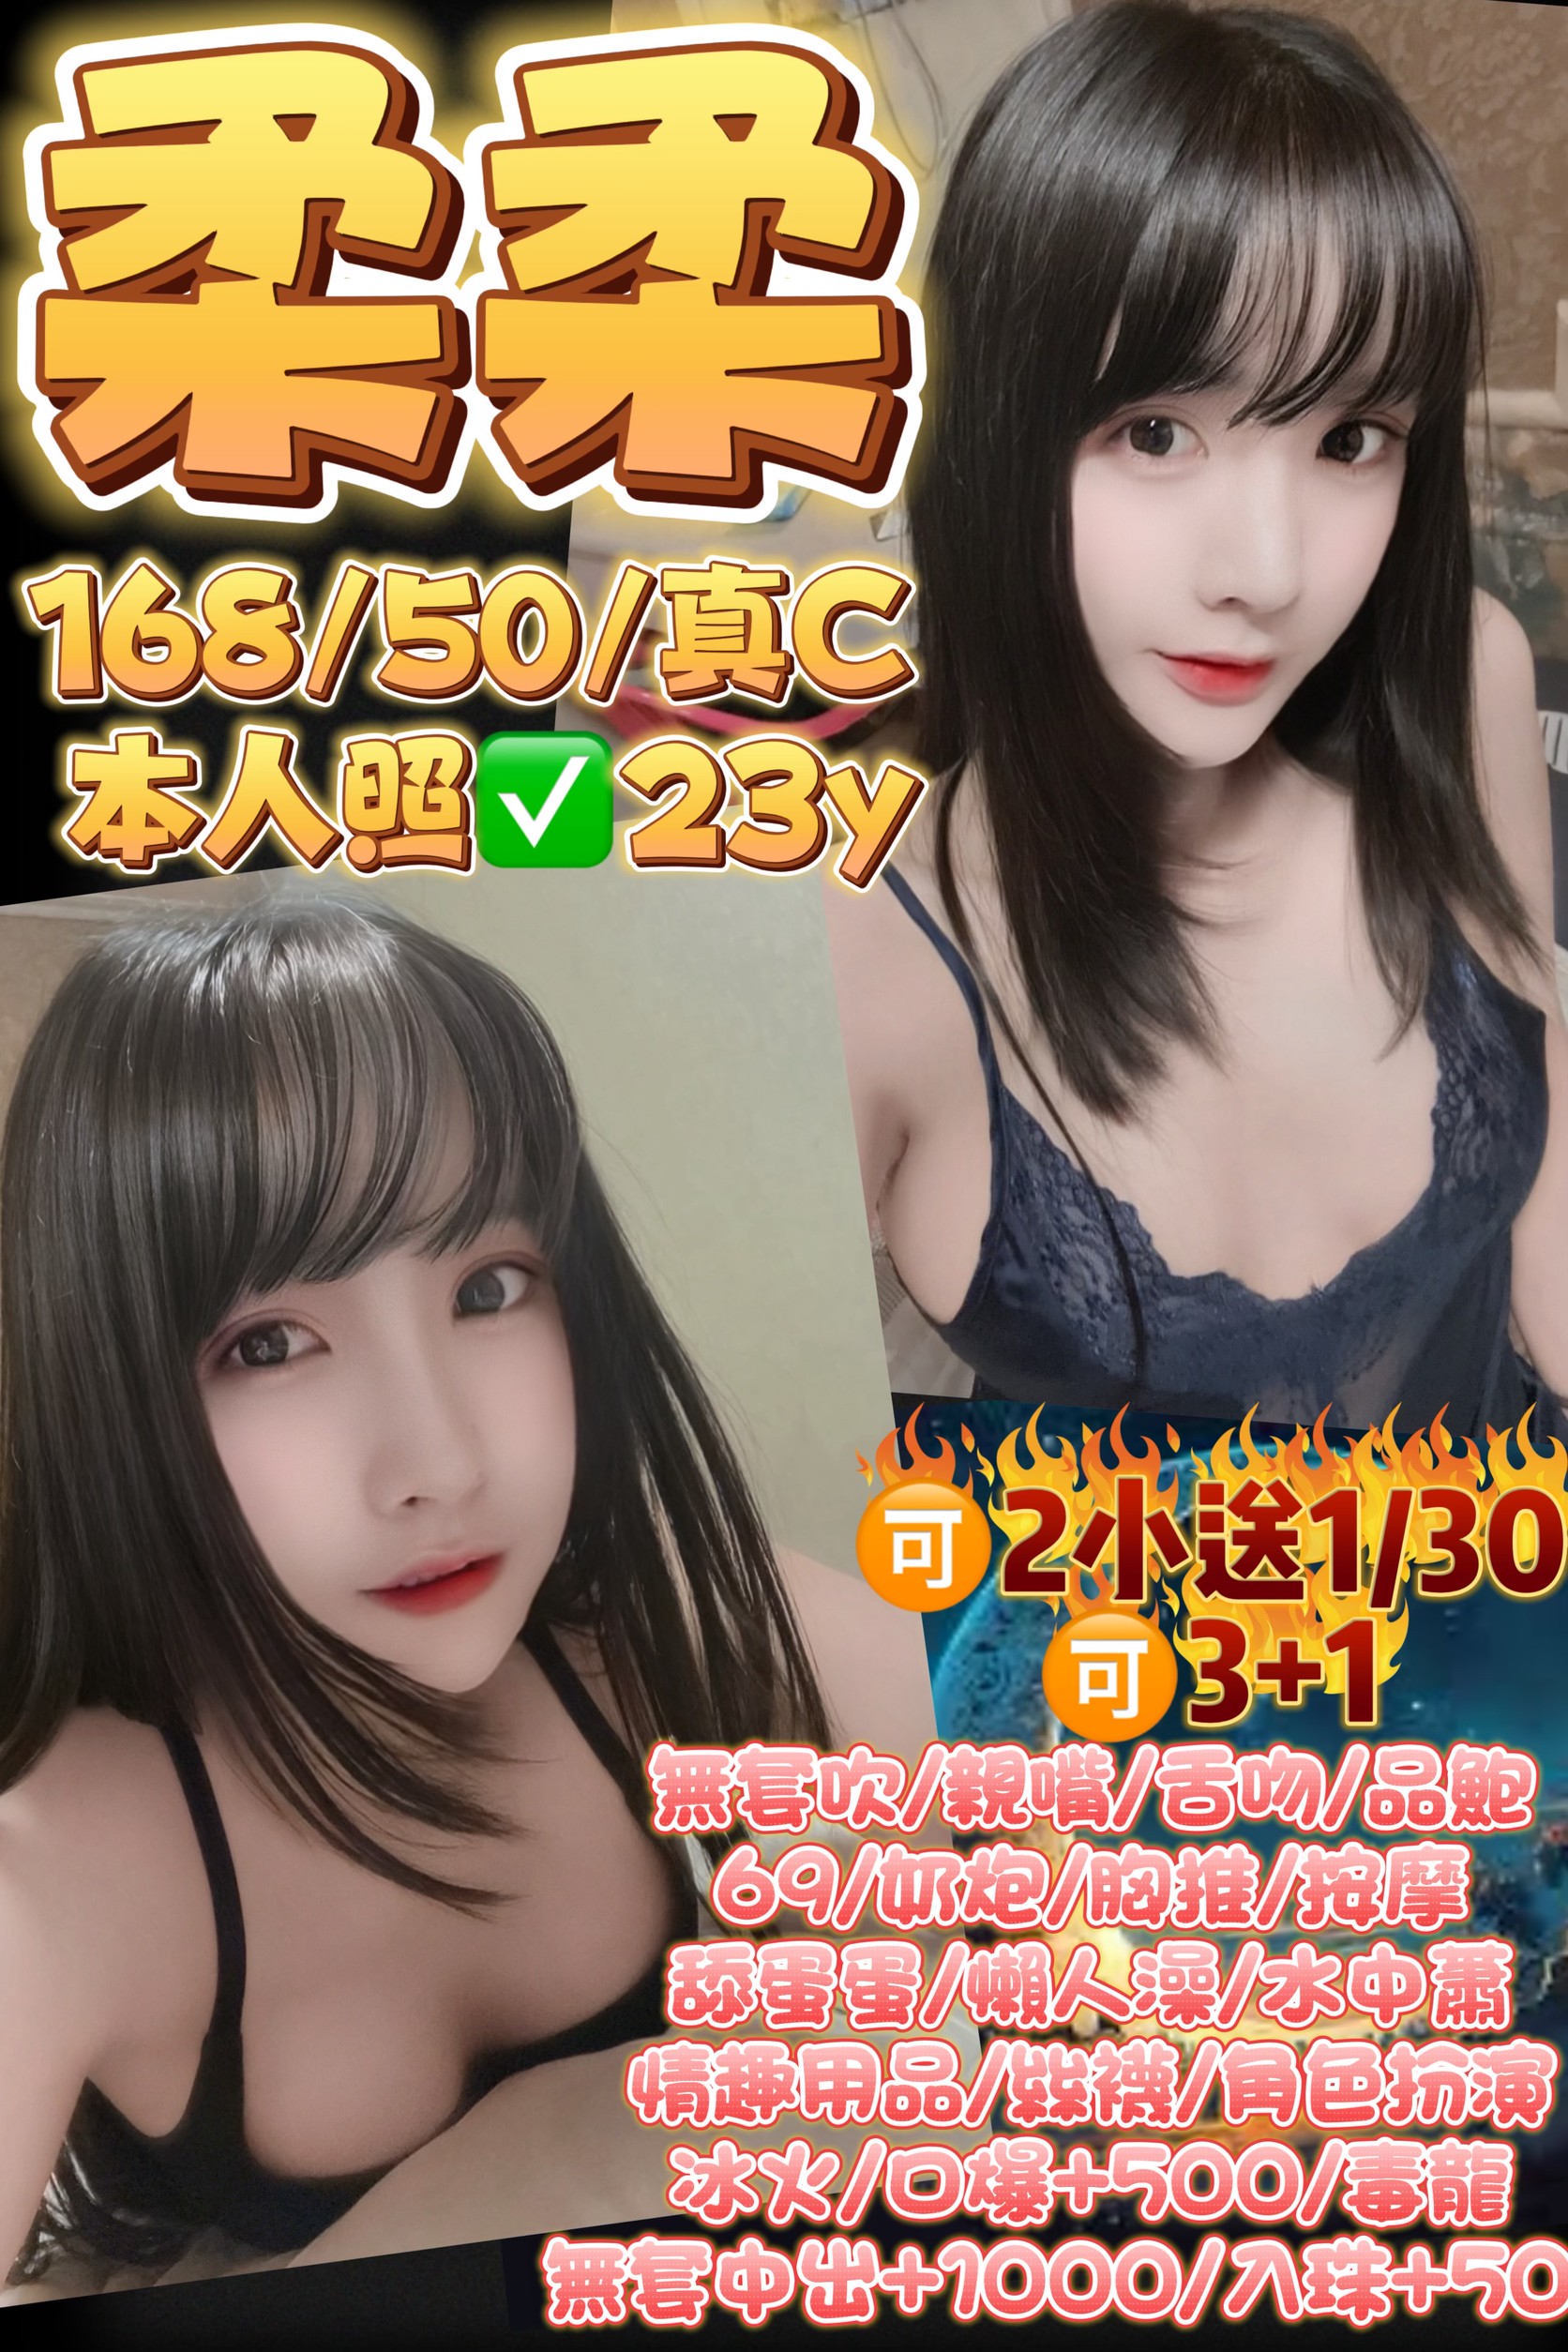 柔柔
168/50/真C
本人照✅23y
🉑2小送1/30
🉑3+1
無套吹/親嘴/舌吻/品鮑
69/奶炮/胸推/按摩
舔蛋蛋/懶人澡/水中蕭
情趣用品/絲襪/角色扮演
冰火/口爆+500/毒龍
無套中出+1000/入珠+50